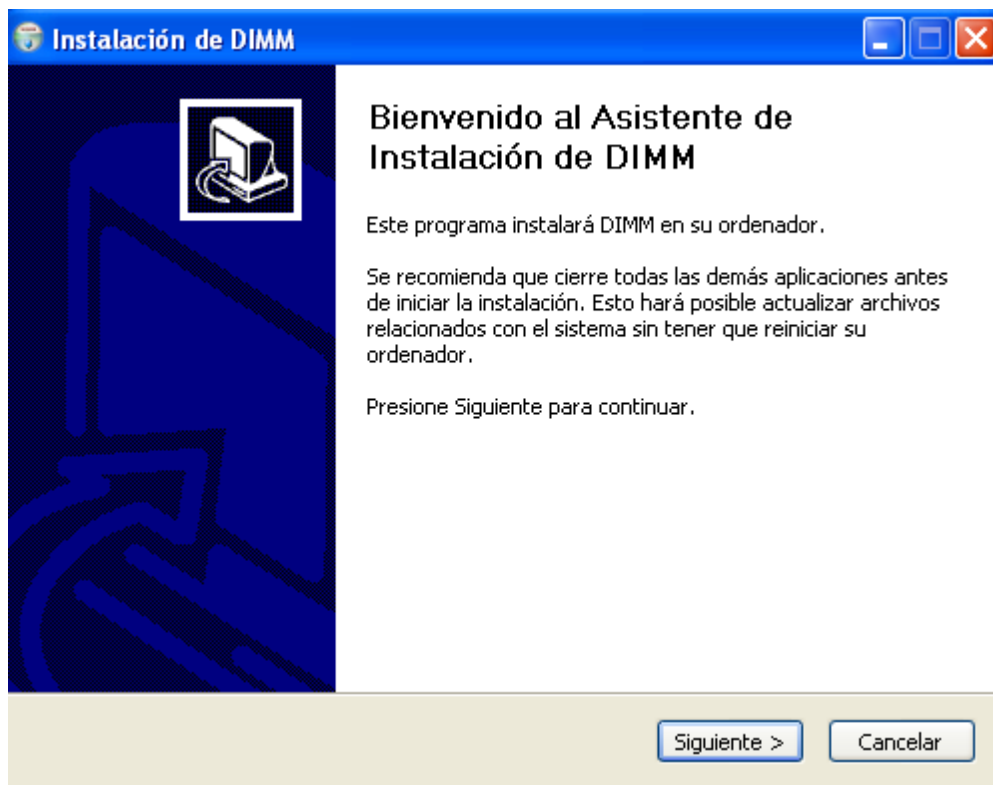 Instalación de DIMM
Bienvenido al Asistente de
Instalación de DIMM
Este programa instalará DIMM en su ordenador.
Se recomienda que cierre todas las demás aplicaciones antes
de iniciar la instalación. Esto hará posible actualizar archivos
relacionados con el sistema sin tener que reiniciar su
ordenador.
Presione Siguiente para continuar.
Siguiente >
Cancelar